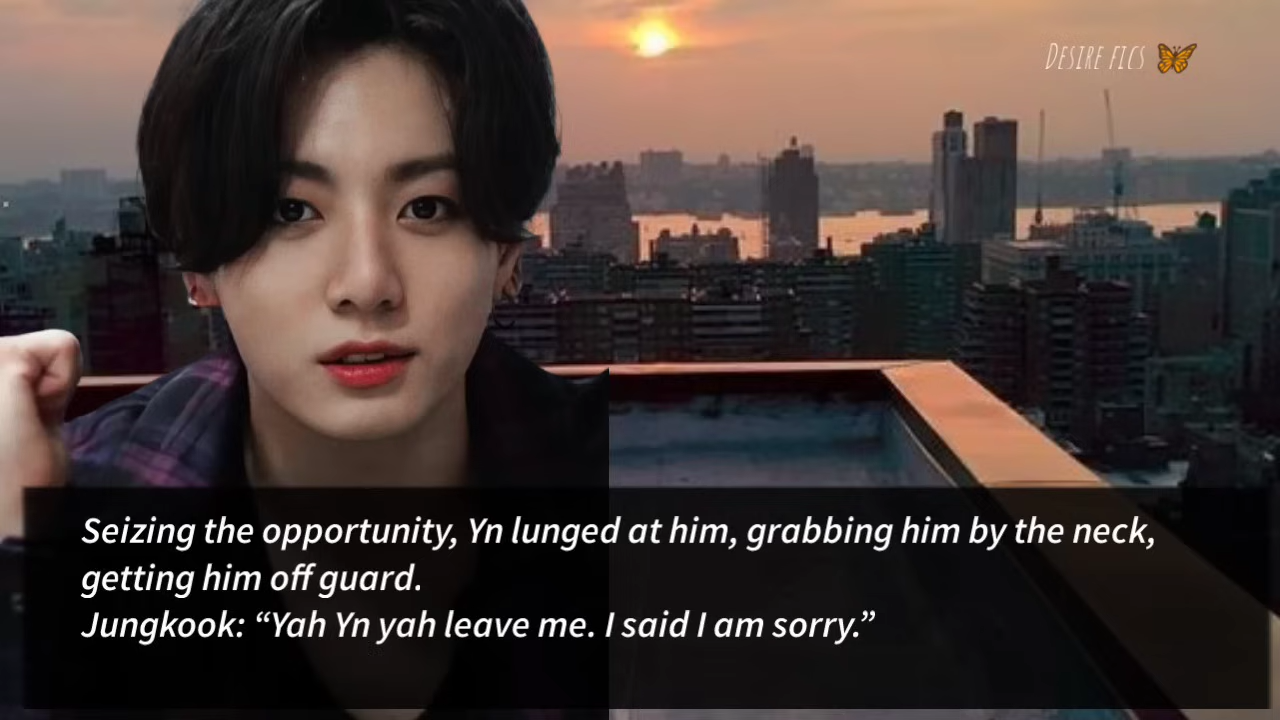 Desire fics 🦋
Seizing the opportunity, Yn lunged at him, grabbing him by the neck,
getting him off guard.
Jungkook: “Yah Yn yah leave me. I said I am sorry.”